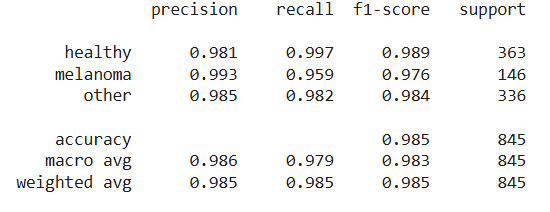 precision recall f1-score support
healthy 0.981 0.997 0.989 363
melanoma 0.993 0.959 0.976 146
other 0.985 0.982 0.984 336
accuracy 0.985 845
macro avg 0.986 0.979 0.983 845
weighted avg 0.985 0.985 0.985 845